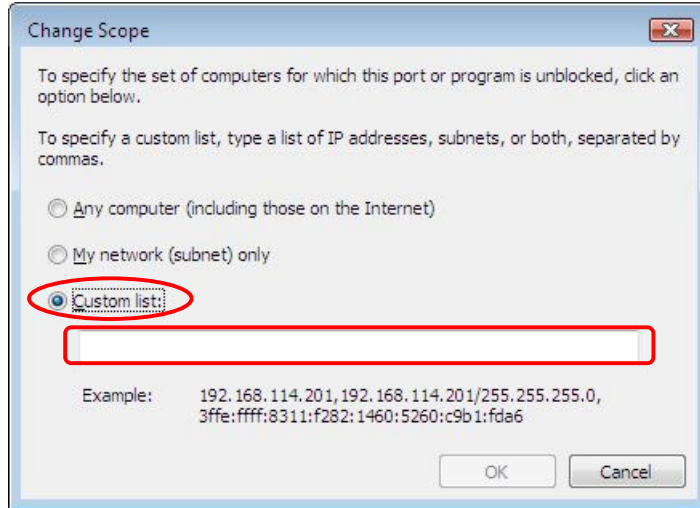 Change Scope
To specify the set of computers for which this port or program is unblocked, click an
option below.
To specify a custom list, type a list of IP addresses, subnets, or both, separated by
commas.
Any computer (including those on the Internet)
My network (subnet) only
Custom list:
Example: 192.168.114.201,192.168.114.201/255.255.255.0,
3ffe:ffff:8311:f282:1460:5260:c9b1:fda6
OK Cancel